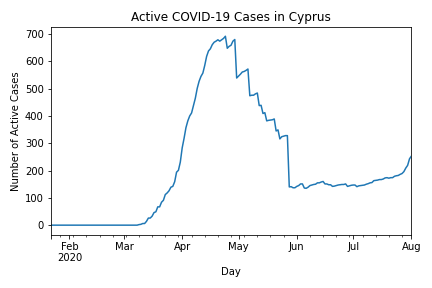 Active COVID-19 Cases in Cyprus
Number of Active Cases
700
600
500
400
300
200
100
0
Feb Mar Apr May Jun Jul Aug
2020
Day